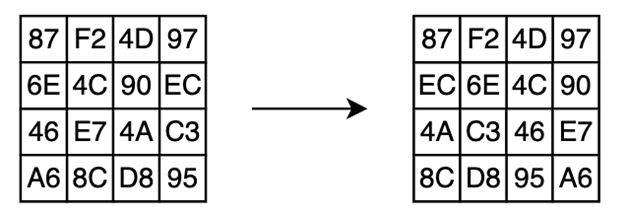 87 F2 4D 97 87 F2 4D 97
6E 4C 90 EC EC 6E 4C 90
46 E7 4A C3 4A C3 46 E7
A6 8C D8 95 8C D8 95 A6